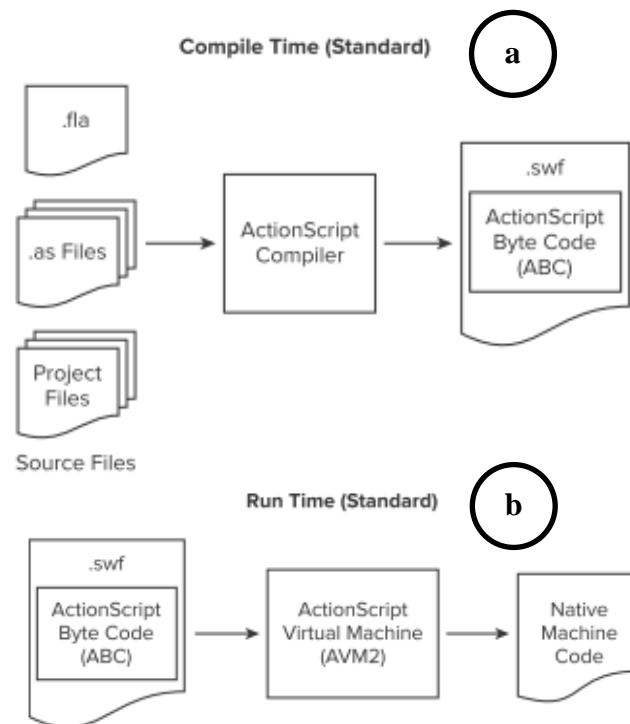 Compile Time (Standard)
a
.fla
.as Files
Project
Files
Source Files
ActionScript
Compiler
.swf
ActionScript
Byte Code
(ABC)
Run Time (Standard)
b
.swf
ActionScript
Byte Code
(ABC)
ActionScript
Virtual Machine
(AVM2)
Native
Machine
Code